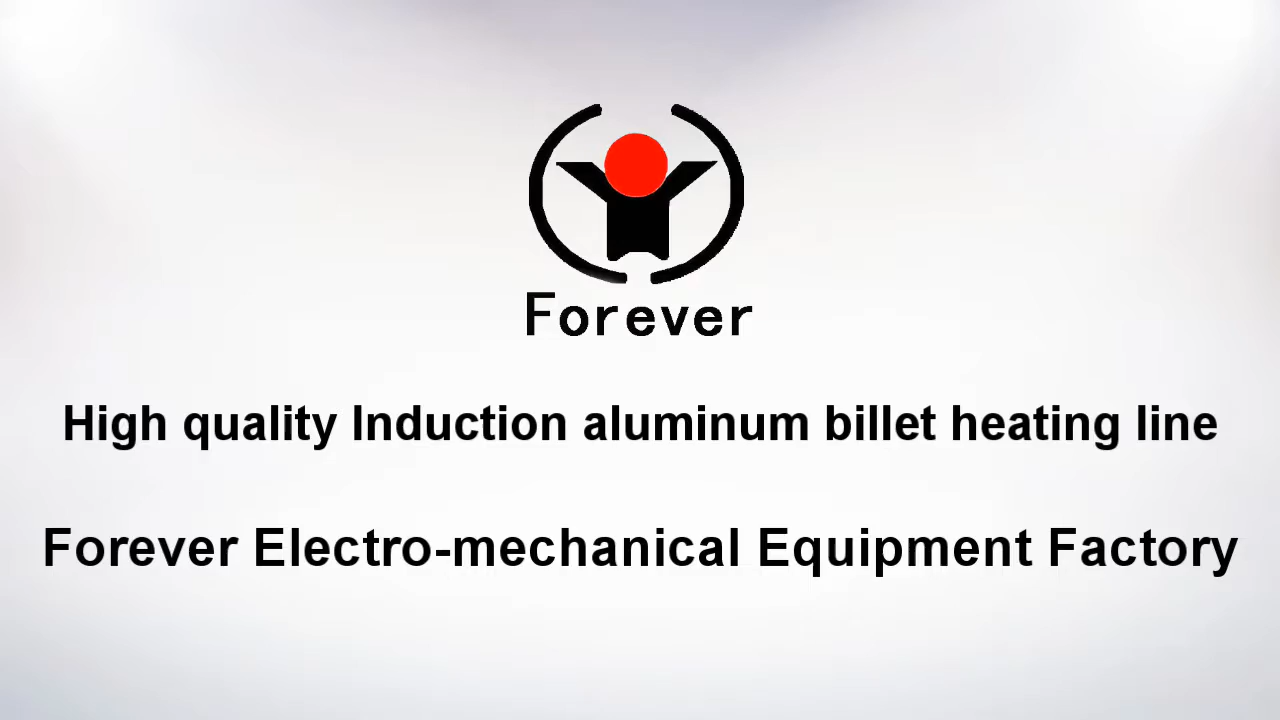 Forever
High quality Induction aluminum billet heating line
Forever Electro-mechanical Equipment Factory